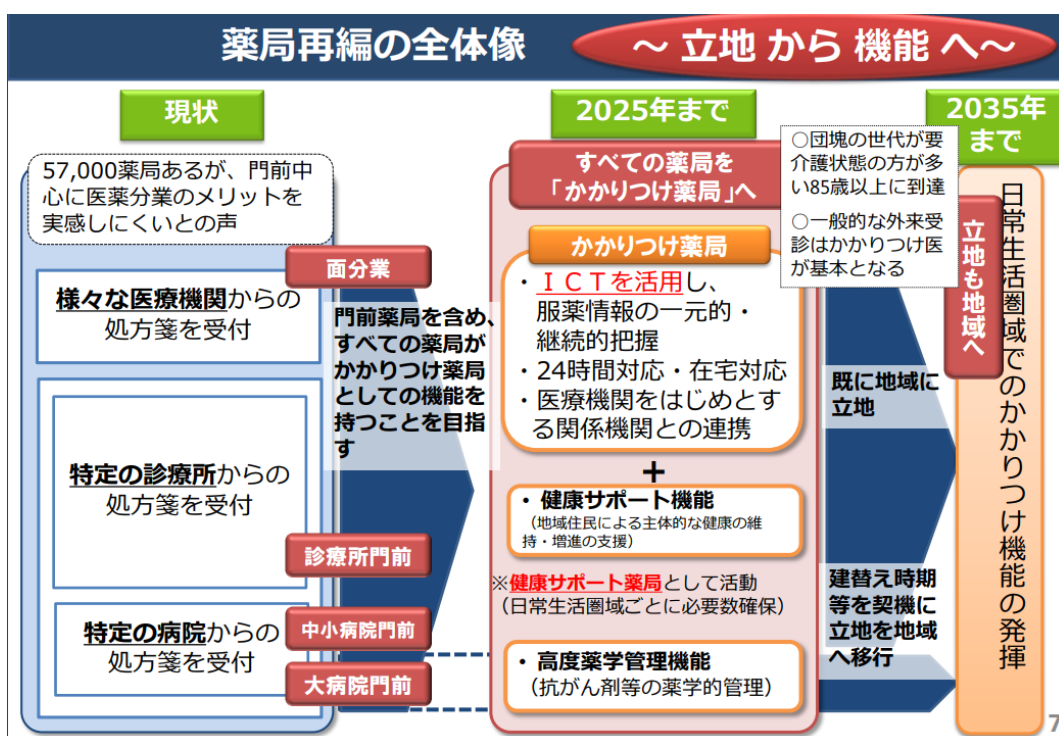 薬局再編の全体像
～ 立地 から 機能 へ～
現状
57,000薬局あるが、門前中
心に医薬分業のメリットを
実感しにくいとの声
面分業
様々な医療機関からの
処方箋を受付
特定の診療所からの
処方箋を受付
診療所門前
特定の病院からの
処方箋を受付
中小病院門前
大病院門前
門前薬局を含め、
すべての薬局が
かかりつけ薬局
としての機能を
持つことを目指
す
2025年まで
すべての薬局を
「かかりつけ薬局」へ
かかりつけ薬局
・ＩＣＴを活用し、
服薬情報の一元的・
継続的把握
・24時間対応・在宅対応
・医療機関をはじめとす
る関係機関との連携
＋
・健康サポート機能
（地域住民による主体的な健康の維
持・増進の支援）
※健康サポート薬局として活動
（日常生活圏域ごとに必要数確保）
・高度薬学管理機能
（抗がん剤等の薬学的管理）
○団塊の世代が要
介護状態の方が多
い85歳以上に到達
○一般的な外来受
診はかかりつけ医
が基本となる
既に地域に
立地
建替え時期
等を契機に
立地を地域
へ移行
2035年
まで
立地も地域へ
日常生活圏域でのかかりつけ機能の発揮
7